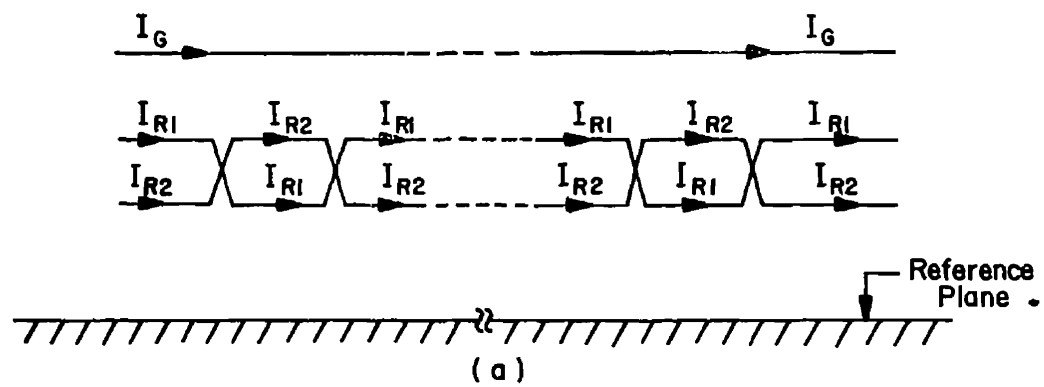 I_G I_G
I_R1 I_R2 I_R1 I_R1 I_R2 I_R1
I_R2 I_R1 I_R2 I_R2 I_R1 I_R2
Reference
Plane
(a)